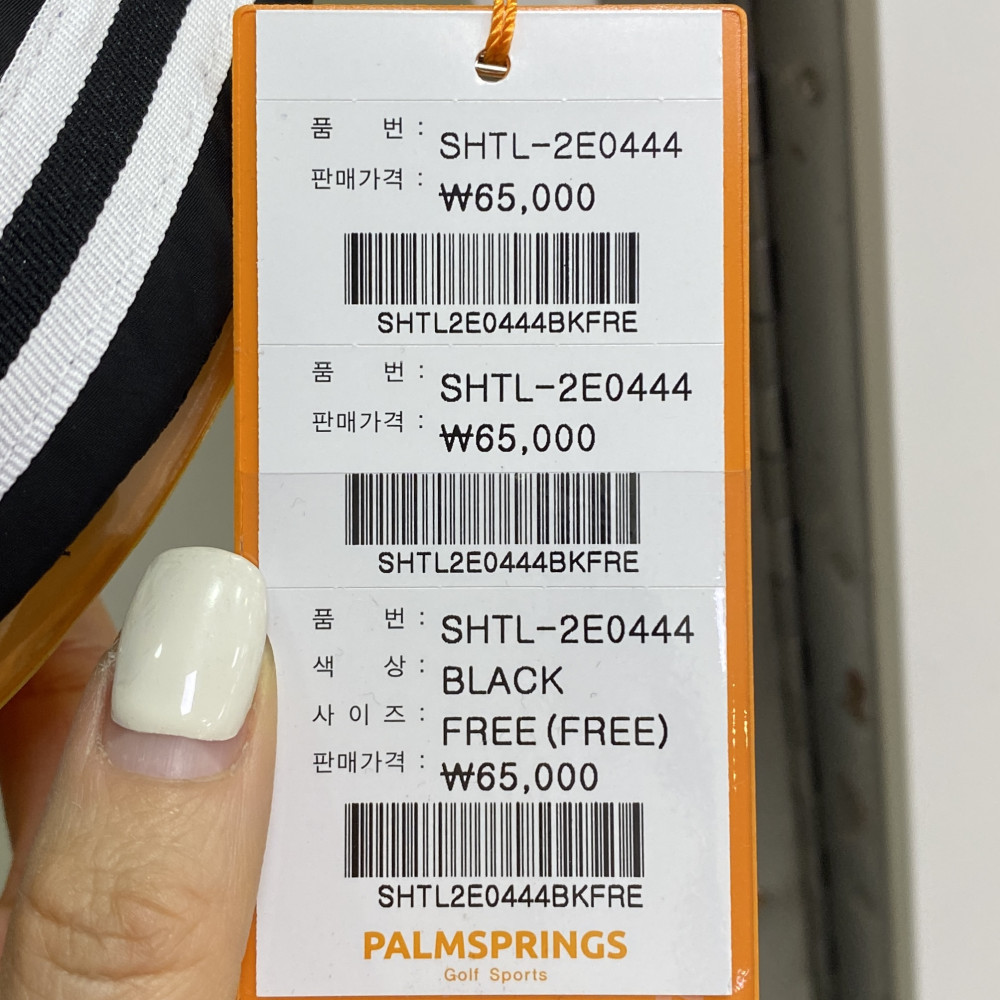 품 번 : SHTL-2E0444
판매가격 : ₩65,000
SHTL2E0444BKFRE
품 번 : SHTL-2E0444
판매가격 : ₩65,000
SHTL2E0444BKFRE
품 번 : SHTL-2E0444
색 상 : BLACK
사 이 즈 : FREE (FREE)
판매가격 : ₩65,000
SHTL2E0444BKFRE
PALMSPRINGS
Golf Sports